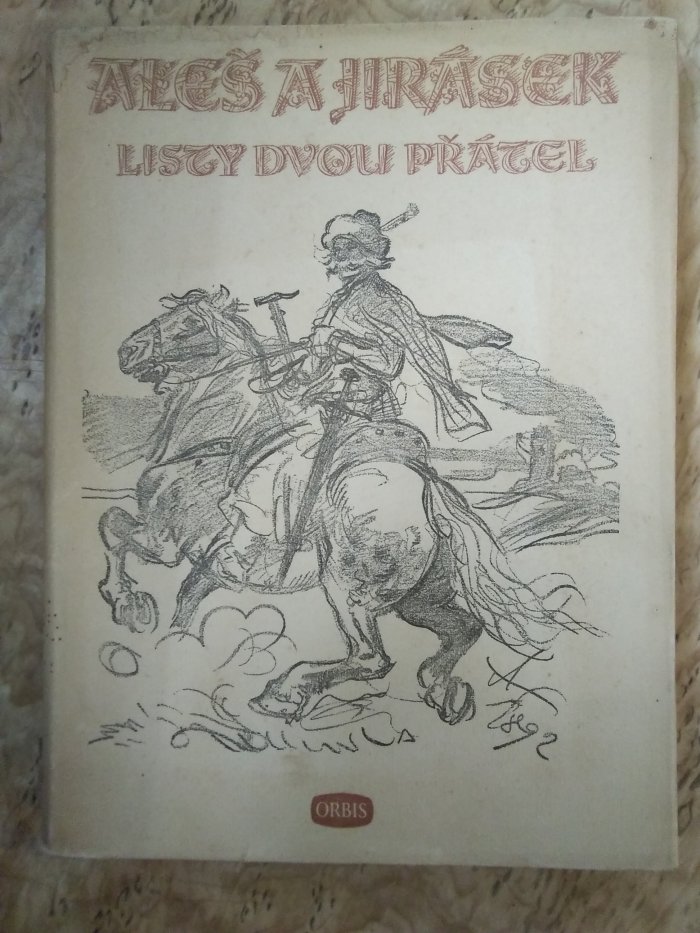 ALEŠ A JIRÁSEK
LISTY DVOU PŘÁTEL
1892
ORBIS